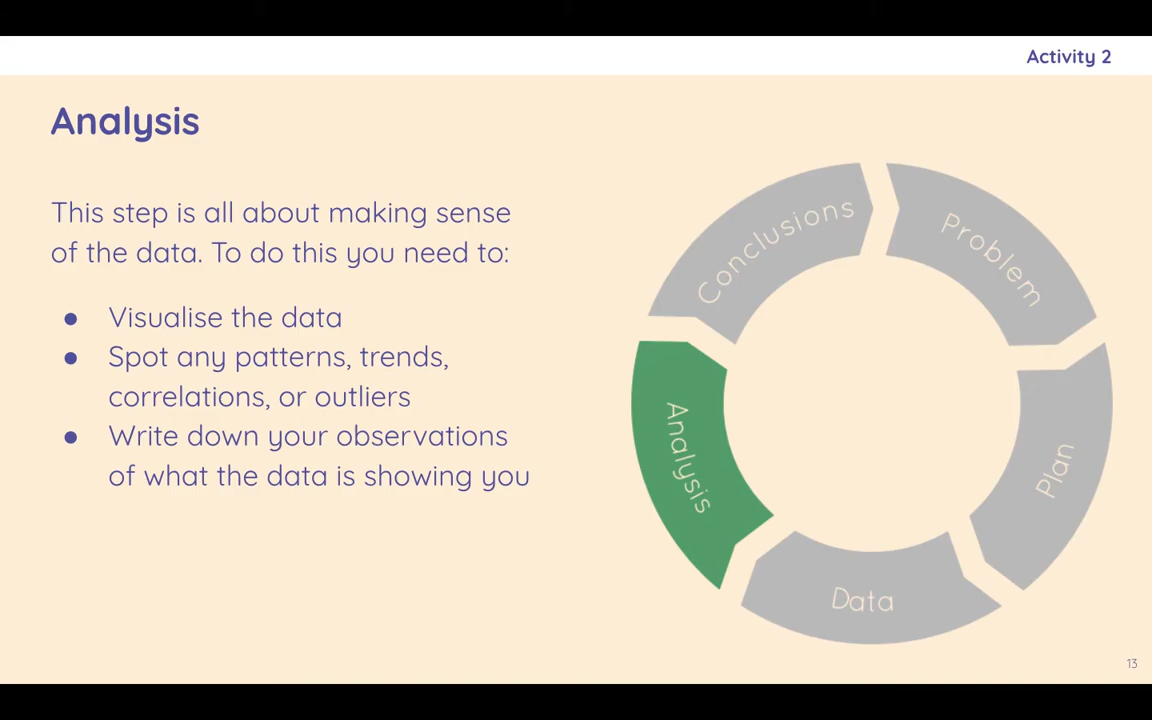 Activity 2
Analysis
This step is all about making sense
of the data. To do this you need to:
● Visualise the data
● Spot any patterns, trends,
correlations, or outliers
● Write down your observations
of what the data is showing you
Conclusions
Problem
Analysis
Plan
Data
13